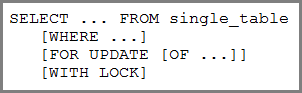 SELECT ... FROM single_table
[WHERE ...]
[FOR UPDATE [OF ...]]
[WITH LOCK]